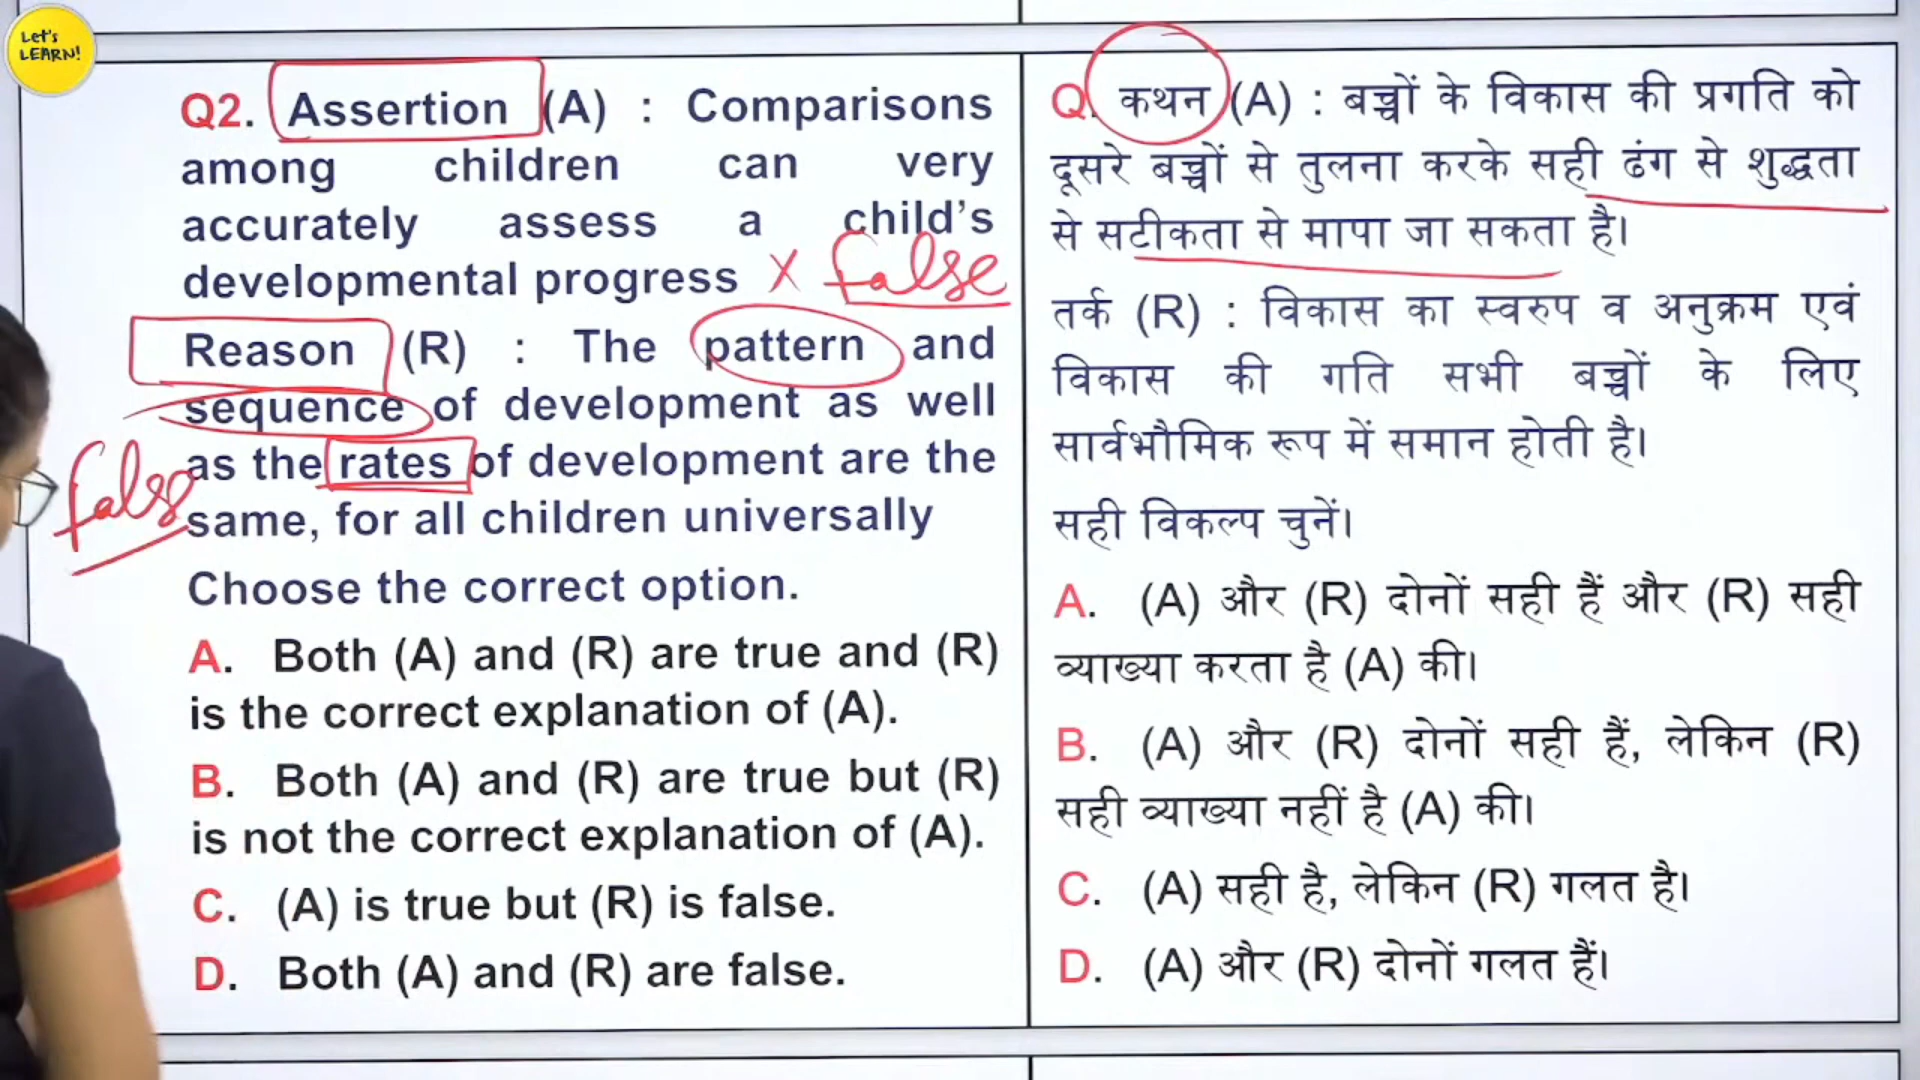 Let's
LEARN!
Q2. Assertion (A) : Comparisons
among children can very
accurately assess a child's
developmental progress X false
Reason (R) : The pattern and
sequence of development as well
as the rates of development are the
false
same, for all children universally
Choose the correct option.
A. Both (A) and (R) are true and (R)
is the correct explanation of (A).
B. Both (A) and (R) are true but (R)
is not the correct explanation of (A).
C. (A) is true but (R) is false.
D. Both (A) and (R) are false.
Q. कथन (A) : बच्चों के विकास की प्रगति को
दूसरे बच्चों से तुलना करके सही ढंग से शुद्धता
से सटीकता से मापा जा सकता है।
तर्क (R) : विकास का स्वरुप व अनुक्रम एवं
विकास की गति सभी बच्चों के लिए
सार्वभौमिक रूप में समान होती है।
सही विकल्प चुनें।
A. (A) और (R) दोनों सही हैं और (R) सही
व्याख्या करता है (A) की।
B. (A) और (R) दोनों सही हैं, लेकिन (R)
सही व्याख्या नहीं है (A) की।
C. (A) सही है, लेकिन (R) गलत है।
D. (A) और (R) दोनों गलत हैं।